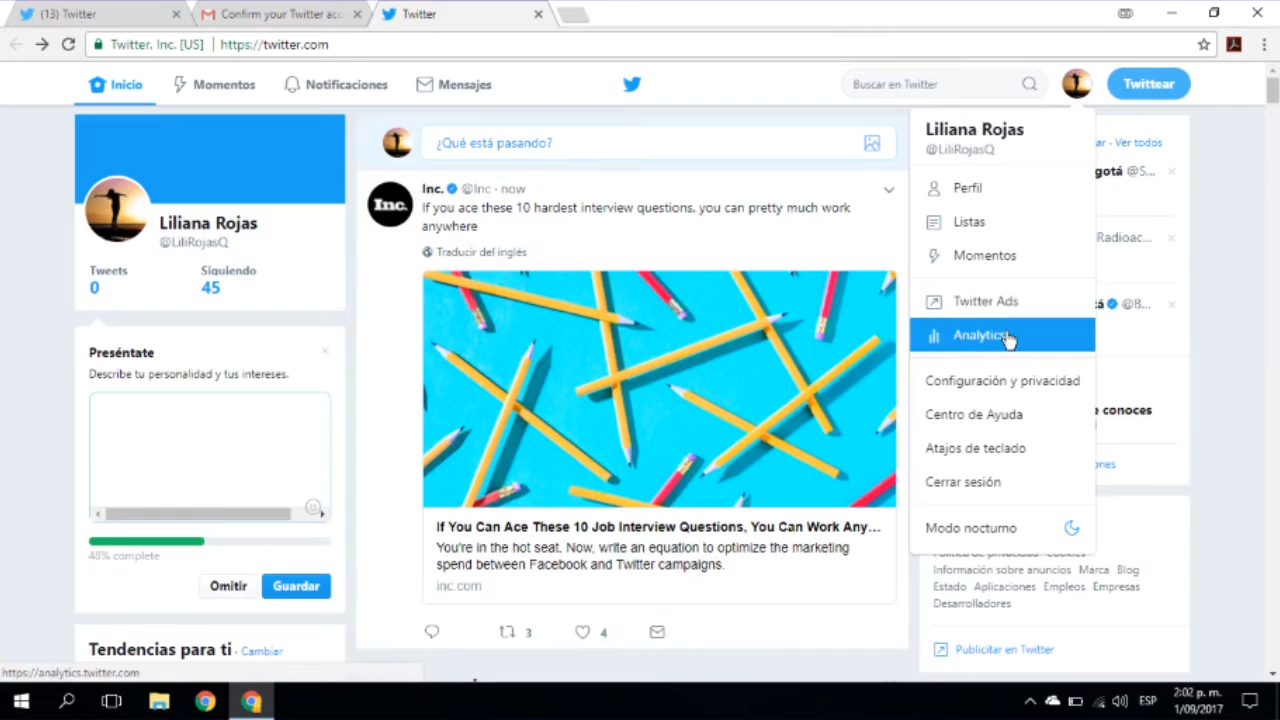 (13) Twitter
Confirm your Twitter acc
Twitter
Twitter, Inc. [US]
https://twitter.com
Inicio
Momentos
Notificaciones
Mensajes
Buscar en Twitter
Twittear
Liliana Rojas
@LiliRojasQ
Tweets
Siguiendo
0
45
Preséntate
Describe tu personalidad y tus intereses.
48% complete
Omitir
Guardar
Tendencias para ti - Cambiar
¿Qué está pasando?
Inc.
Inc. @Inc · now
If you ace these 10 hardest interview questions, you can pretty much work
anywhere
Traducir del inglés
If You Can Ace These 10 Job Interview Questions, You Can Work Any…
You're in the hot seat. Now, write an equation to optimize the marketing
spend between Facebook and Twitter campaigns.
inc.com
3
4
Liliana Rojas
@LiliRojasQ
Perfil
Listas
Momentos
Twitter Ads
Analytics
Configuración y privacidad
Centro de Ayuda
Atajos de teclado
Cerrar sesión
Modo nocturno
ar - Ver todos
gotá @S...
Radioac...
á @B...
e conoces
ones
Política de privacidad Cookies
Información sobre anuncios Marca Blog
Estado Aplicaciones Empleos Empresas
Desarrolladores
Publicitar en Twitter
https://analytics.twitter.com
ESP
2:02 p. m.
1/09/2017